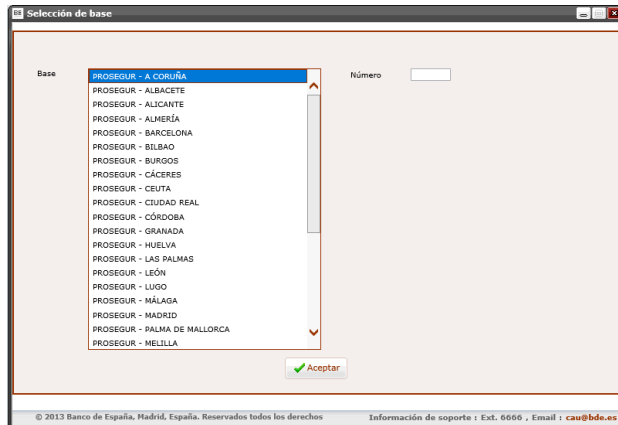 BE Selección de base
Base
Número
PROSEGUR - A CORUÑA
PROSEGUR - ALBACETE
PROSEGUR - ALICANTE
PROSEGUR - ALMERÍA
PROSEGUR - BARCELONA
PROSEGUR - BILBAO
PROSEGUR - BURGOS
PROSEGUR - CÁCERES
PROSEGUR - CEUTA
PROSEGUR - CIUDAD REAL
PROSEGUR - CÓRDOBA
PROSEGUR - GRANADA
PROSEGUR - HUELVA
PROSEGUR - LAS PALMAS
PROSEGUR - LEÓN
PROSEGUR - LUGO
PROSEGUR - MÁLAGA
PROSEGUR - MADRID
PROSEGUR - PALMA DE MALLORCA
PROSEGUR - MELILLA
Aceptar
© 2013 Banco de España, Madrid, España. Reservados todos los derechos
Información de soporte : Ext. 6666 , Email : cau@bde.es